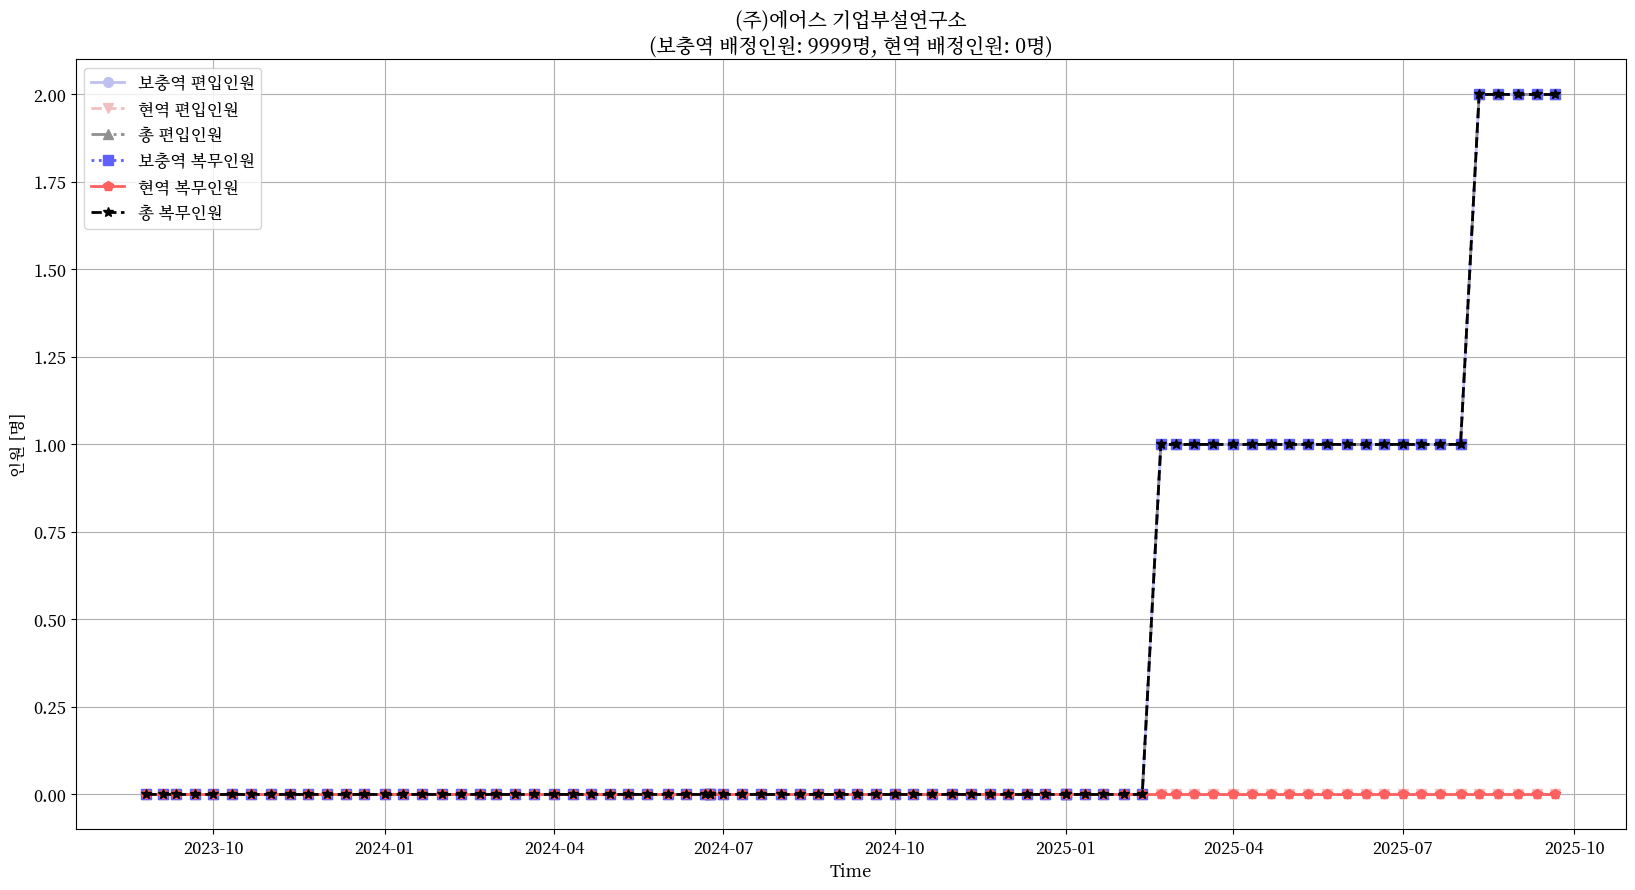 (주)에어스 기업부설연구소
(보충역 배정인원: 9999명, 현역 배정인원: 0명)
보충역 편입인원
현역 편입인원
총 편입인원
보충역 복무인원
현역 복무인원
총 복무인원
2.00
1.75
1.50
1.25
1.00
0.75
0.50
0.25
0.00
인원 [명]
2023-10
2024-01
2024-04
2024-07
2024-10
2025-01
2025-04
2025-07
2025-10
Time